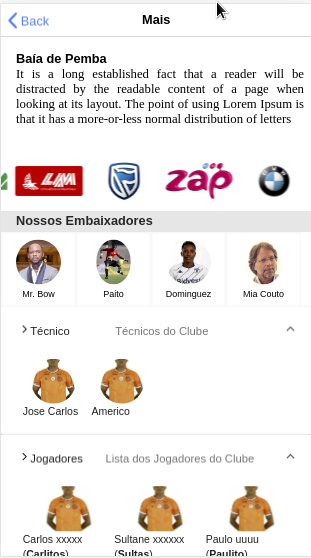 Back
Mais
Baía de Pemba
It is a long established fact that a reader will be
distracted by the readable content of a page when
looking at its layout. The point of using Lorem Ipsum is
that it has a more-or-less normal distribution of letters
LAM
zap
BMW
Nossos Embaixadores
Mr. Bow
Paito
Dominguez
Mia Couto
Técnico
Técnicos do Clube
Jose Carlos
Americo
Jogadores
Lista dos Jogadores do Clube
Carlos xxxxx
Sultane xxxxxx
Paulo uuuu
(Carlitos)
(Sultas)
(Paulito)